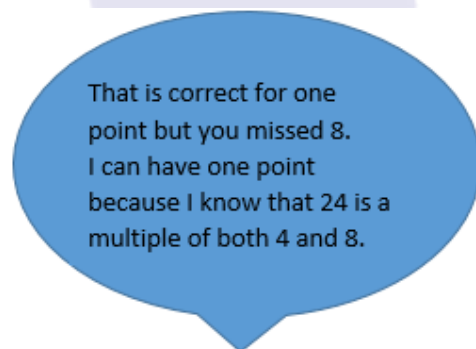 That is correct for one
point but you missed 8.
I can have one point
because I know that 24 is a
multiple of both 4 and 8.